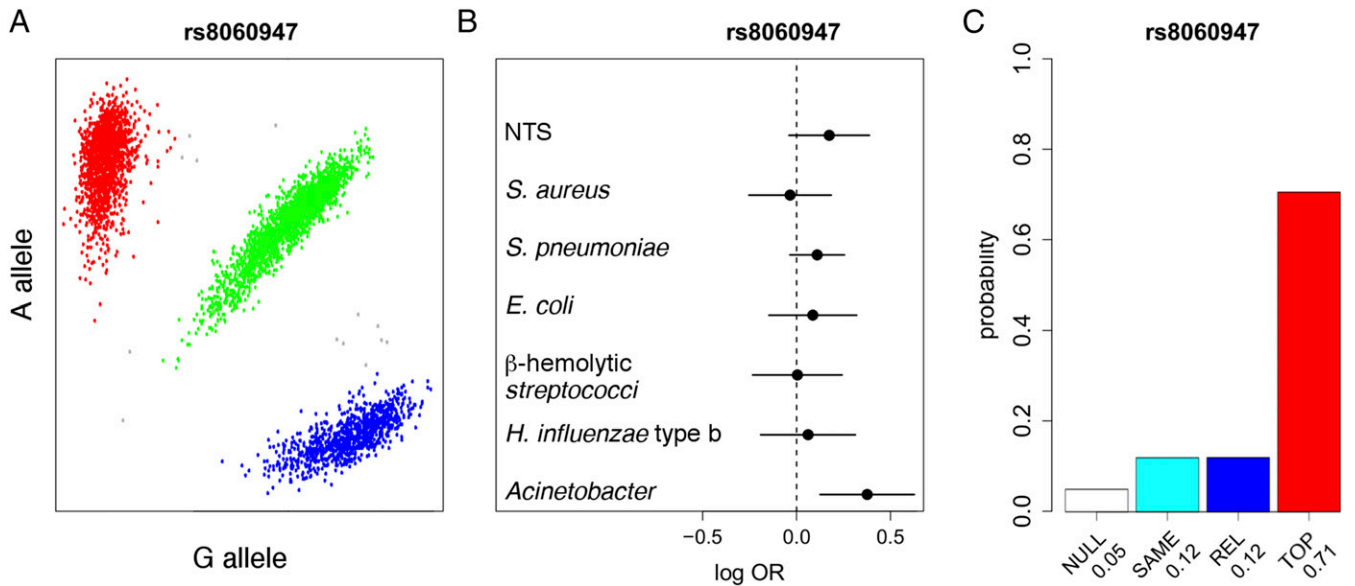 A
rs8060947
A allele
G allele
B
rs8060947
NTS
S. aureus
S. pneumoniae
E. coli
β-hemolytic
streptococci
H. influenzae type b
Acinetobacter
−0.5
0.0
0.5
log OR
C
rs8060947
probability
1.0
0.8
0.6
0.4
0.2
0.0
NULL
0.05
SAME
0.12
REL
0.12
TOP
0.71